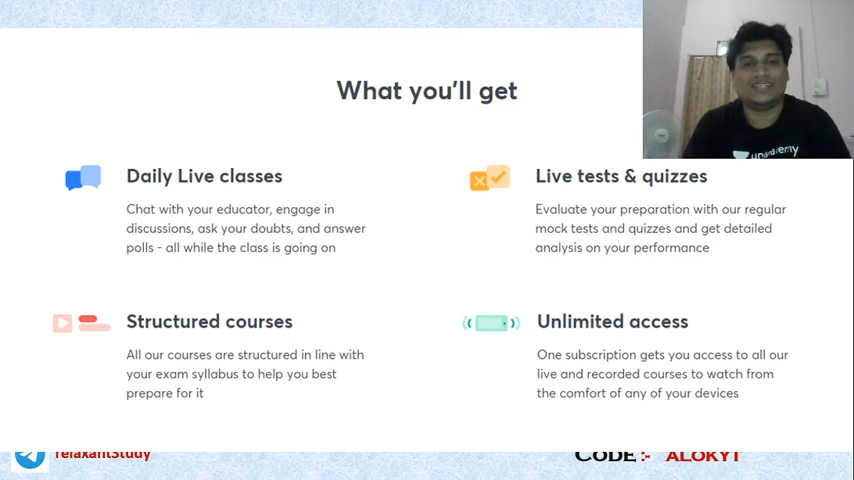 What you'll get
unacademy
Daily Live classes
Chat with your educator, engage in
discussions, ask your doubts, and answer
polls - all while the class is going on
Live tests & quizzes
Evaluate your preparation with our regular
mock tests and quizzes and get detailed
analysis on your performance
Structured courses
All our courses are structured in line with
your exam syllabus to help you best
prepare for it
Unlimited access
One subscription gets you access to all our
live and recorded courses to watch from
the comfort of any of your devices
relaxantStudy
CODE :- ALOKYT